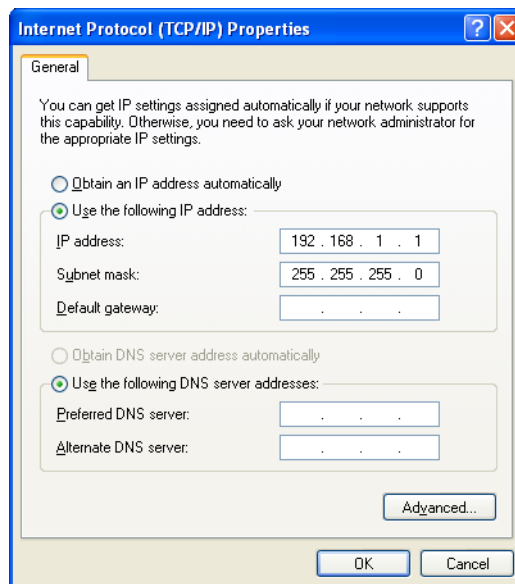 Internet Protocol (TCP/IP) Properties
General
You can get IP settings assigned automatically if your network supports
this capability. Otherwise, you need to ask your network administrator for
the appropriate IP settings.
Obtain an IP address automatically
Use the following IP address:
IP address: 192 . 168 . 1 . 1
Subnet mask: 255 . 255 . 255 . 0
Default gateway: . . .
Obtain DNS server address automatically
Use the following DNS server addresses:
Preferred DNS server: . . .
Alternate DNS server: . . .
Advanced...
OK Cancel